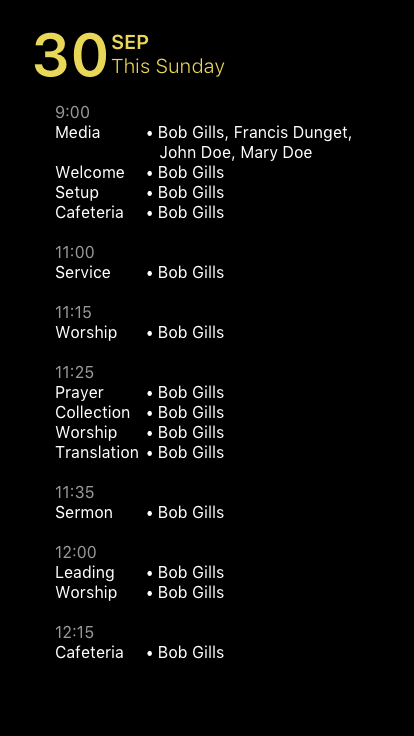 30 SEP
This Sunday
9:00
Media • Bob Gills, Francis Dunget,
John Doe, Mary Doe
Welcome • Bob Gills
Setup • Bob Gills
Cafeteria • Bob Gills
11:00
Service • Bob Gills
11:15
Worship • Bob Gills
11:25
Prayer • Bob Gills
Collection • Bob Gills
Worship • Bob Gills
Translation • Bob Gills
11:35
Sermon • Bob Gills
12:00
Leading • Bob Gills
Worship • Bob Gills
12:15
Cafeteria • Bob Gills